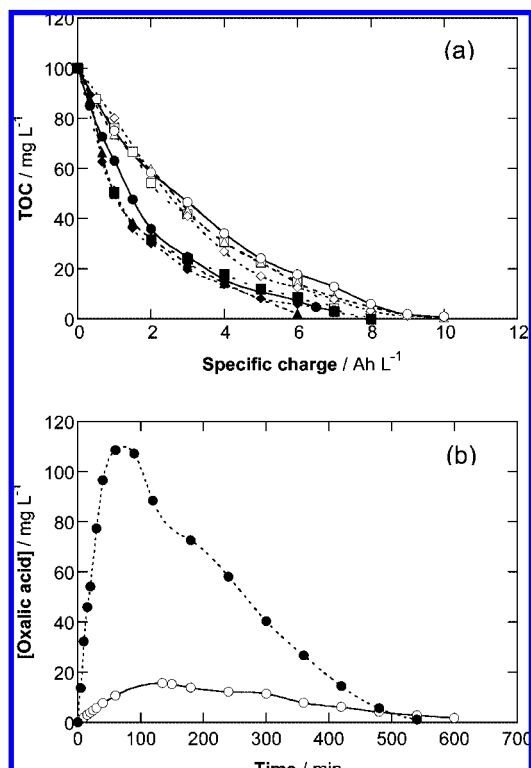 120
(a)
100
80
60
40
20
0
TOC / mg L⁻¹
0 2 4 6 8 10 12
Specific charge / Ah L⁻¹
120
(b)
100
80
60
40
20
0
[Oxalic acid] / mg L⁻¹
0 100 200 300 400 500 600 700
Time / min